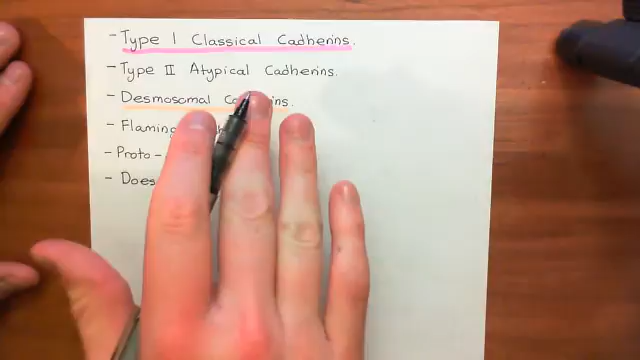 - Type I Classical Cadherins.
- Type II Atypical Cadherins.
- Desmosomal
- Flaming
- Proto -
- Does